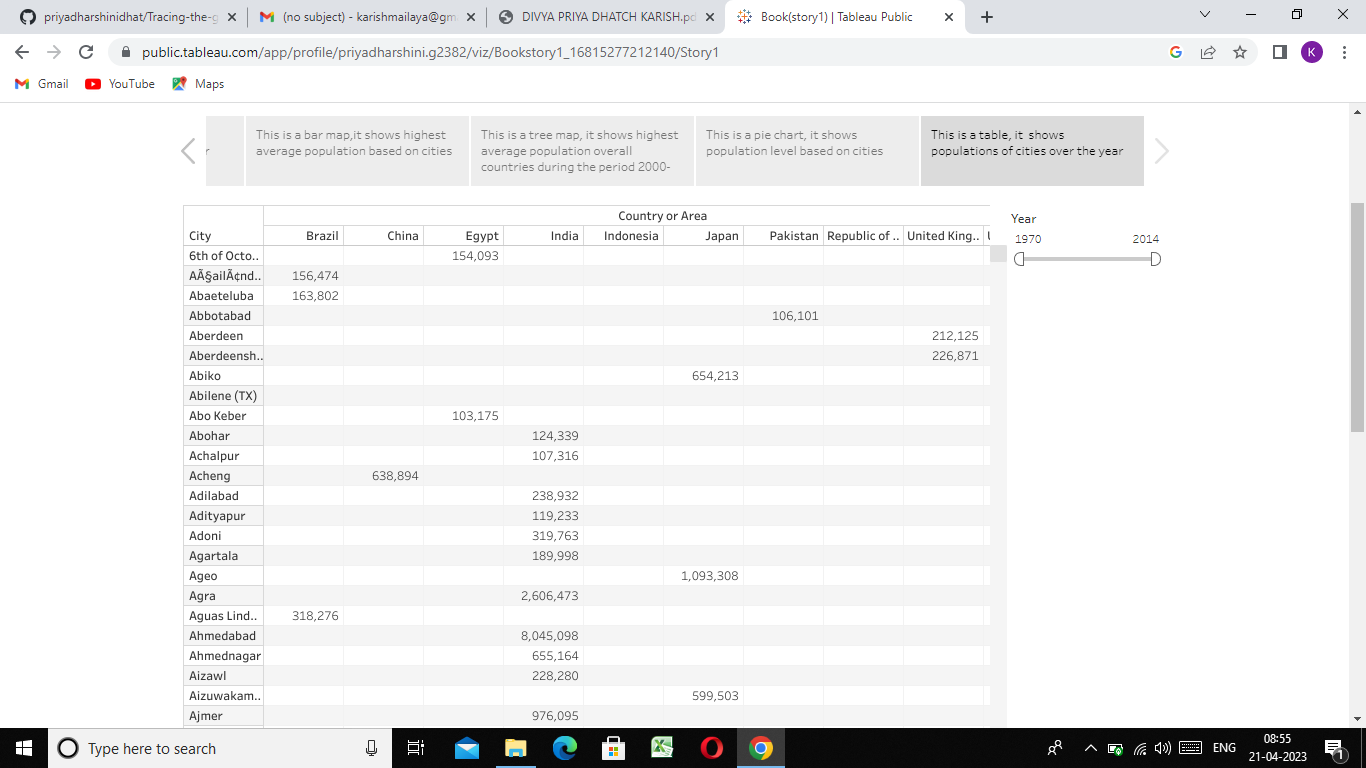 priyadharshinidhat/Tracing-the-g
(no subject) - karishmailaya@gm
DIVYA PRIYA DHATCH KARISH.pd
Book(story1) | Tableau Public
public.tableau.com/app/profile/priyadharshini.g2382/viz/Bookstory1_16815277212140/Story1
K
Gmail YouTube Maps
r
This is a bar map,it shows highest
average population based on cities
This is a tree map, it shows highest
average population overall
countries during the period 2000-
This is a pie chart, it shows
population level based on cities
This is a table, it shows
populations of cities over the year
Country or Area
City Brazil China Egypt India Indonesia Japan Pakistan Republic of .. United King..
6th of Octo.. 154,093
AÃ§ailÃ¢nd.. 156,474
Abaeteluba 163,802
Abbotabad 106,101
Aberdeen 212,125
Aberdeensh.. 226,871
Abiko 654,213
Abilene (TX)
Abo Keber 103,175
Abohar 124,339
Achalpur 107,316
Acheng 638,894
Adilabad 238,932
Adityapur 119,233
Adoni 319,763
Agartala 189,998
Ageo 1,093,308
Agra 2,606,473
Aguas Lind.. 318,276
Ahmedabad 8,045,098
Ahmednagar 655,164
Aizawl 228,280
Aizuwakam.. 599,503
Ajmer 976,095
Year
1970 2014
Type here to search
ENG
08:55
21-04-2023
1